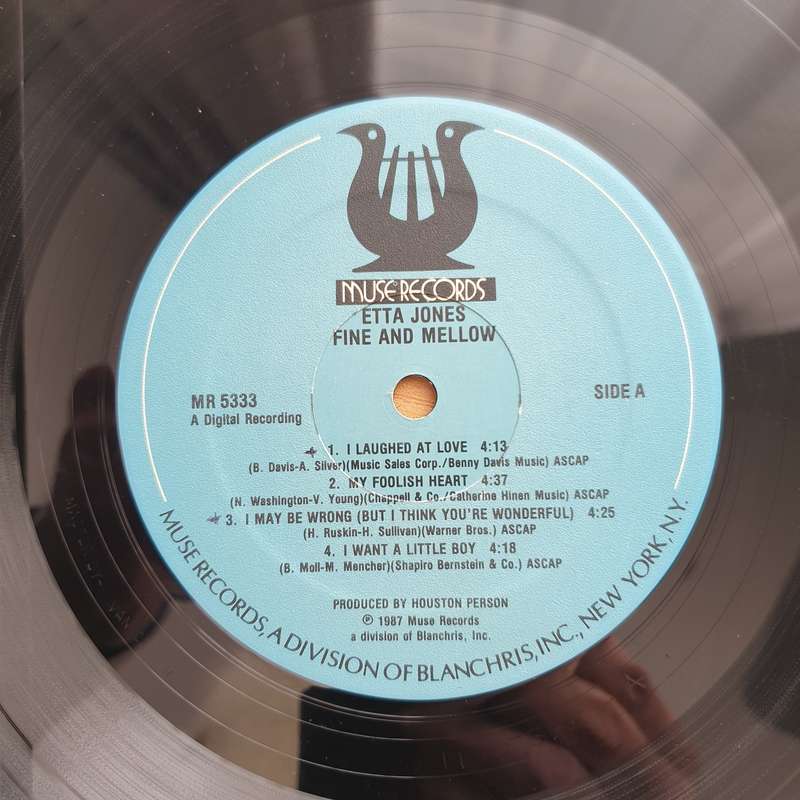 MUSE RECORDS
ETTA JONES
FINE AND MELLOW
MR 5333
A Digital Recording
SIDE A
1. I LAUGHED AT LOVE 4:13
(B. Davis-A. Silver)(Music Sales Corp./Benny Davis Music) ASCAP
2. MY FOOLISH HEART 4:37
(N. Washington-V. Young)(Chappell & Co./Catherine Hinen Music) ASCAP
3. I MAY BE WRONG (BUT I THINK YOU'RE WONDERFUL) 4:25
(H. Ruskin-H. Sullivan)(Warner Bros.) ASCAP
4. I WANT A LITTLE BOY 4:18
(B. Moll-M. Mencher)(Shapiro Bernstein & Co.) ASCAP
PRODUCED BY HOUSTON PERSON
℗ 1987 Muse Records
a division of Blanchris, Inc.
MUSE RECORDS, A DIVISION OF BLANCHRIS, INC., NEW YORK, N.Y.